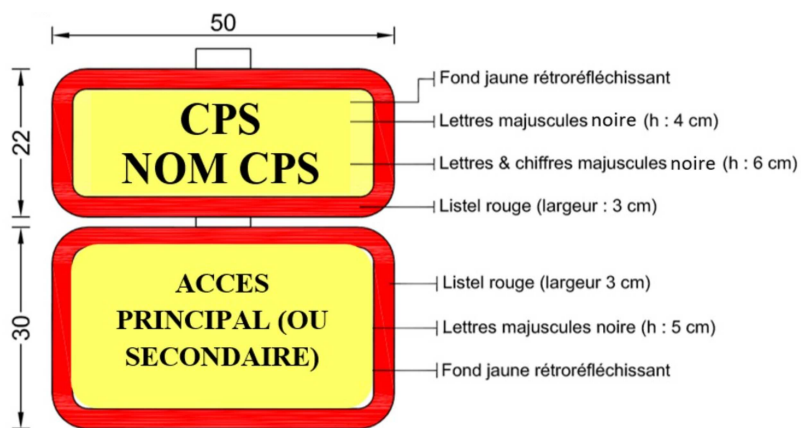 50
Fond jaune rétroréfléchissant
22
CPS
Lettres majuscules noire (h : 4 cm)
NOM CPS
Lettres & chiffres majuscules noire (h : 6 cm)
Listel rouge (largeur : 3 cm)
30
ACCES
PRINCIPAL (OU
SECONDAIRE)
Listel rouge (largeur 3 cm)
Lettres majuscules noire (h : 5 cm)
Fond jaune rétroréfléchissant